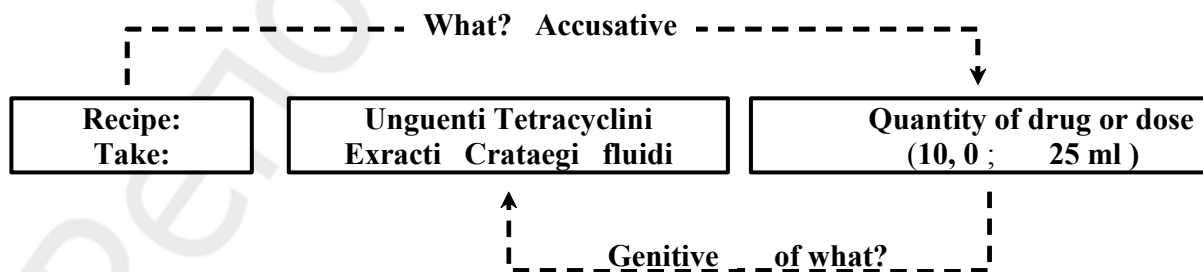 What? Accusative
Recipe:
Take:
Unguenti Tetracyclini
Exracti Crataegi fluidi
Quantity of drug or dose
(10, 0 ; 25 ml )
Genitive of what?